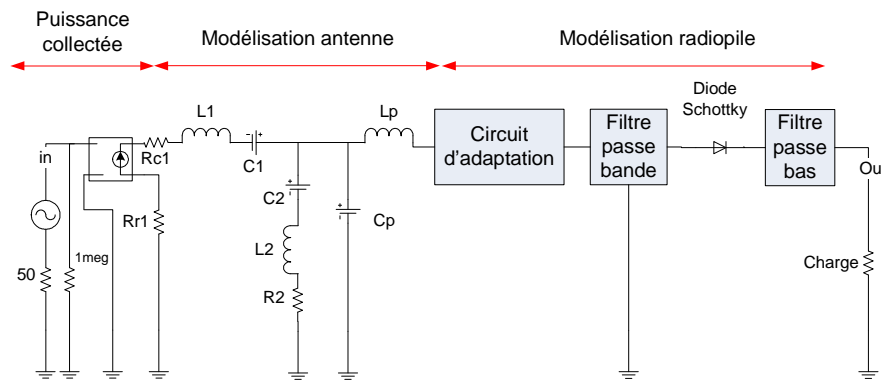 Puissance
collectée
Modélisation antenne
Modélisation radiopile
Diode
Schottky
L1
Lp
in
Rc1
C1
Circuit
d'adaptation
Filtre
passe
bande
Filtre
passe
bas
Ou
C2
Cp
Rr1
L2
50
1meg
R2
Charge